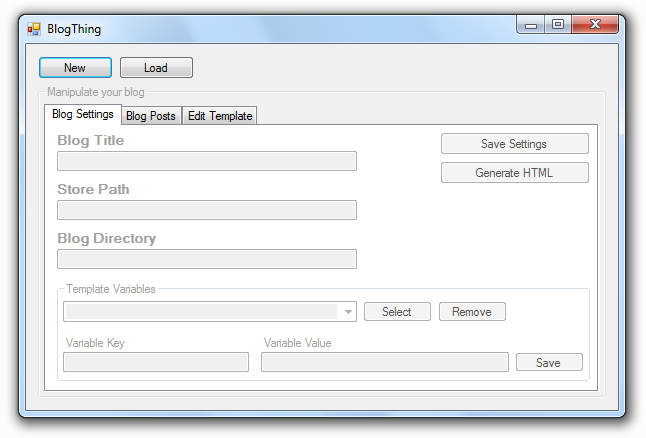 BlogThing
New Load
Manipulate your blog
Blog Settings Blog Posts Edit Template
Blog Title
Save Settings
Generate HTML
Store Path
Blog Directory
Template Variables
Select Remove
Variable Key Variable Value
Save